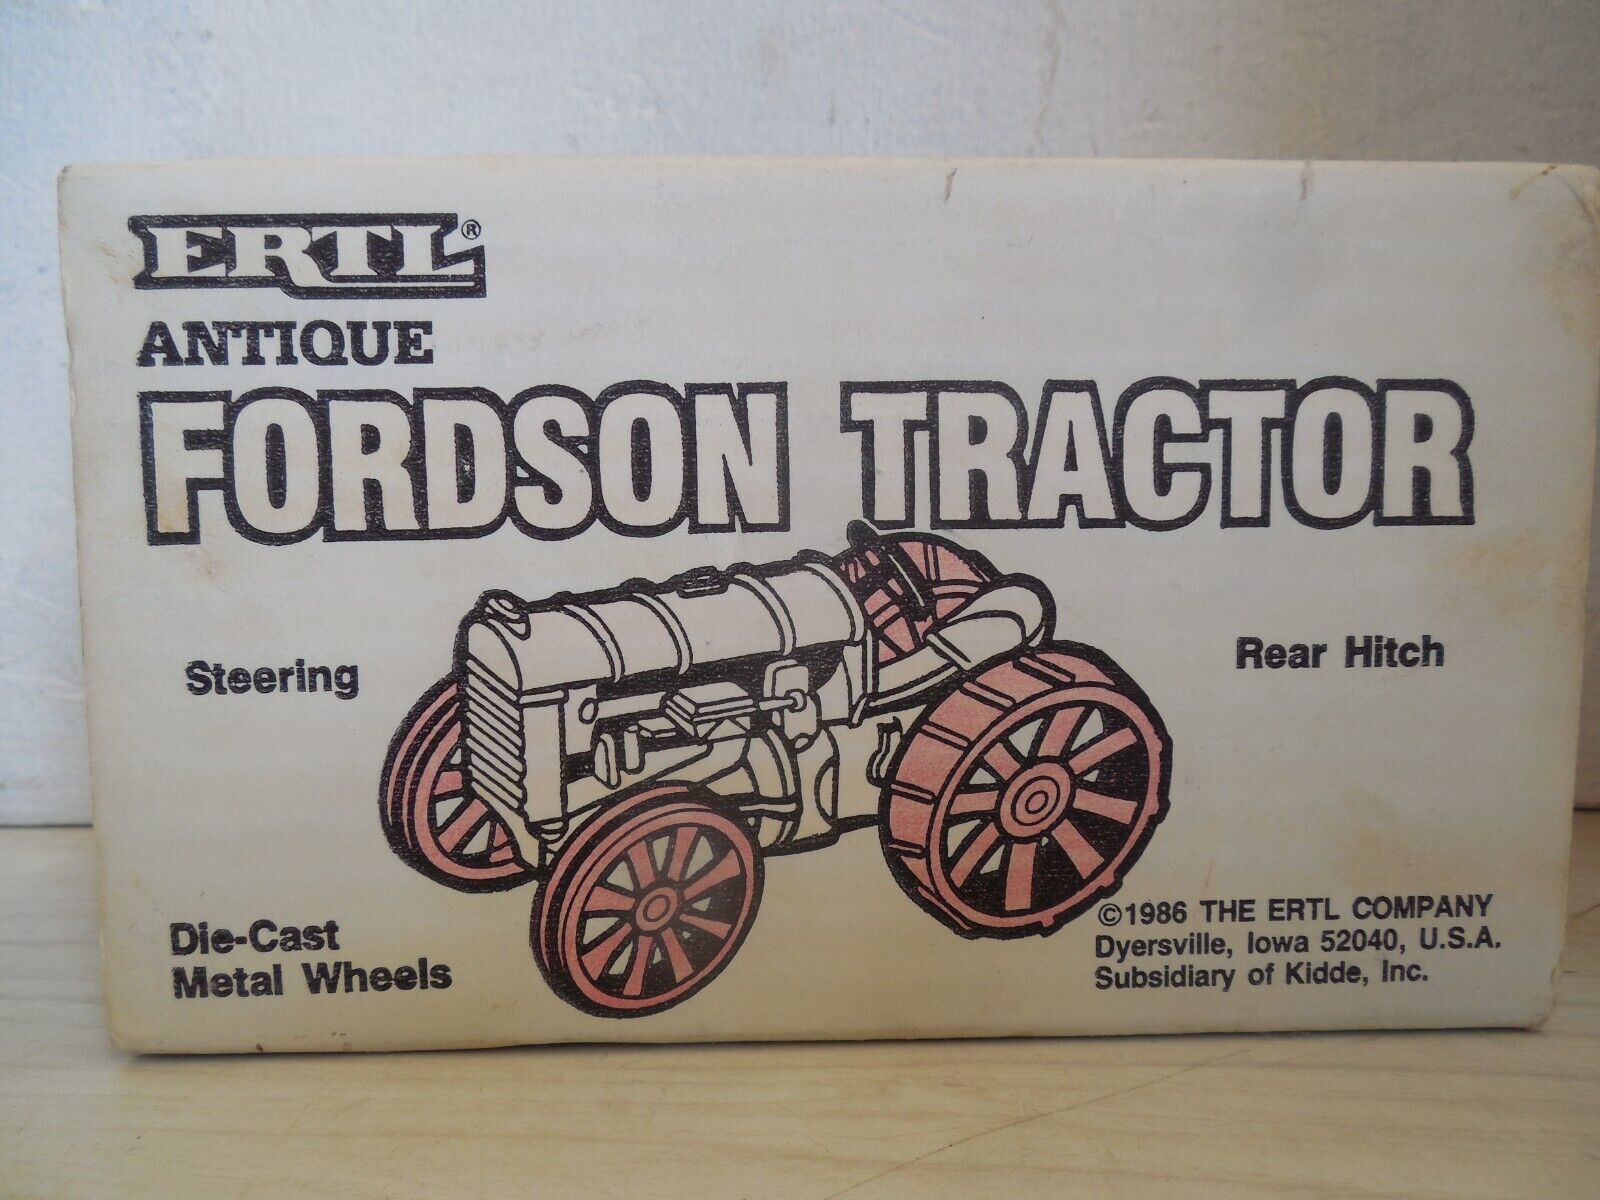 ERTL®
ANTIQUE
FORDSON TRACTOR
Steering
Rear Hitch
Die-Cast
Metal Wheels
©1986 THE ERTL COMPANY
Dyersville, Iowa 52040, U.S.A.
Subsidiary of Kidde, Inc.